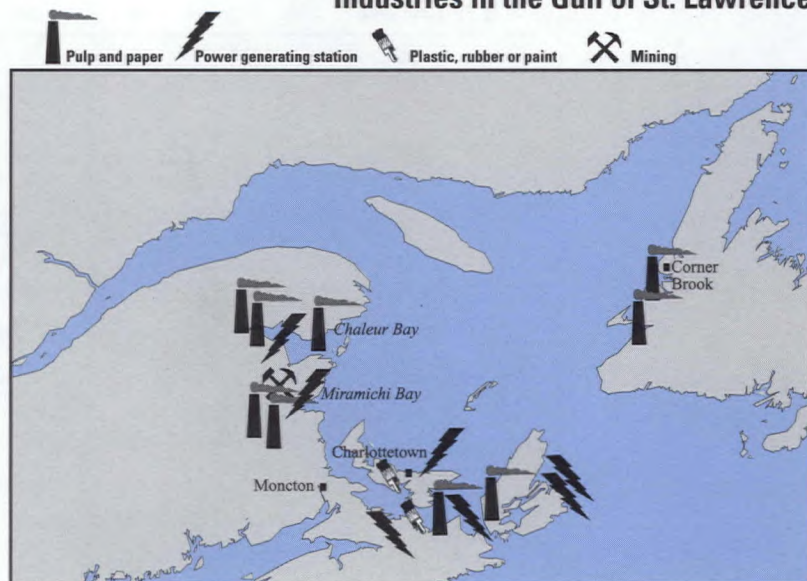 Industries in the Gulf of St. Lawrence
Pulp and paper Power generating station Plastic, rubber or paint Mining
Corner
Brook
Chaleur Bay
Miramichi Bay
Charlottetown
Moncton